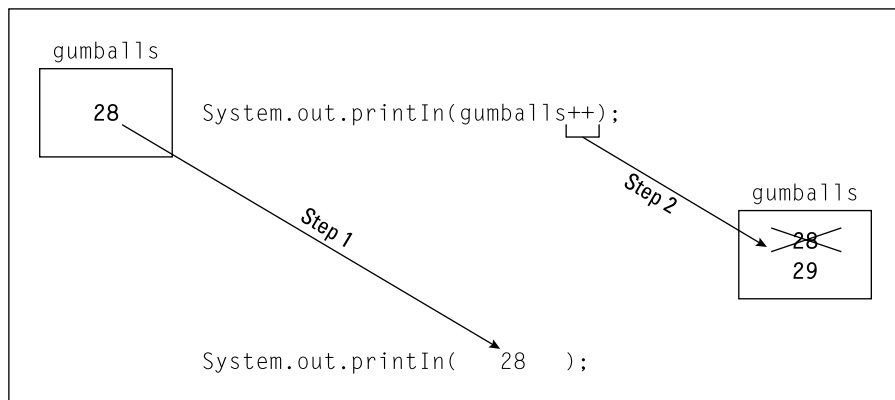 gumballs
28
System.out.printIn(gumballs++);
Step 1
Step 2
gumballs
28
29
System.out.printIn( 28 );